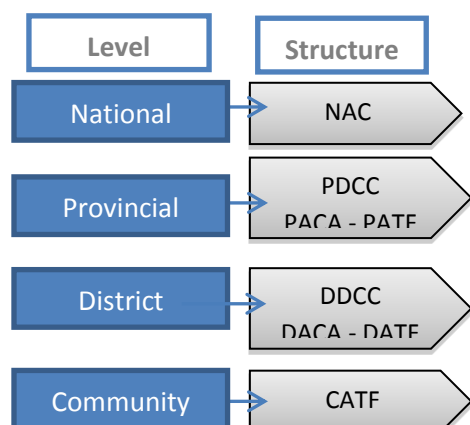 Level
Structure
National
NAC
Provincial
PDCC
PACA - PATF
District
DDCC
DACA - DATF
Community
CATF